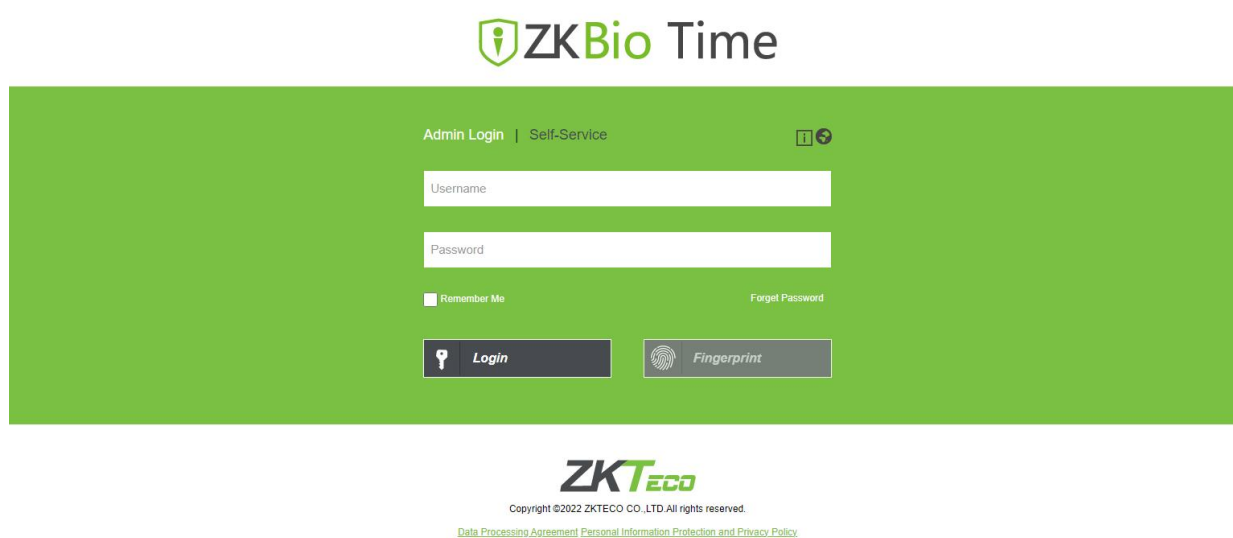 ZKBio Time
Admin Login | Self-Service
Username
Password
Remember Me Forget Password
Login Fingerprint
ZKTECO
Copyright ©2022 ZKTECO CO.,LTD.All rights reserved.
Data Processing Agreement Personal Information Protection and Privacy Policy